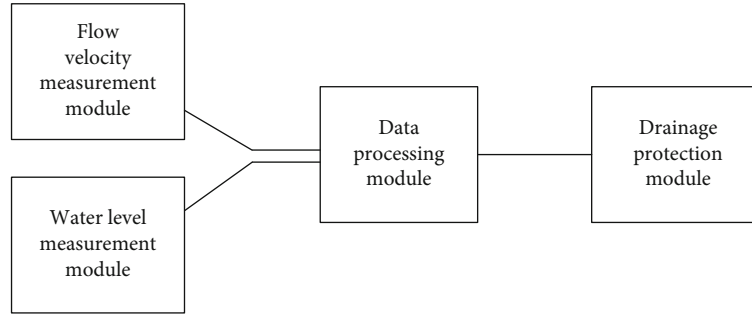 Flow
velocity
measurement
module
Water level
measurement
module
Data
processing
module
Drainage
protection
module